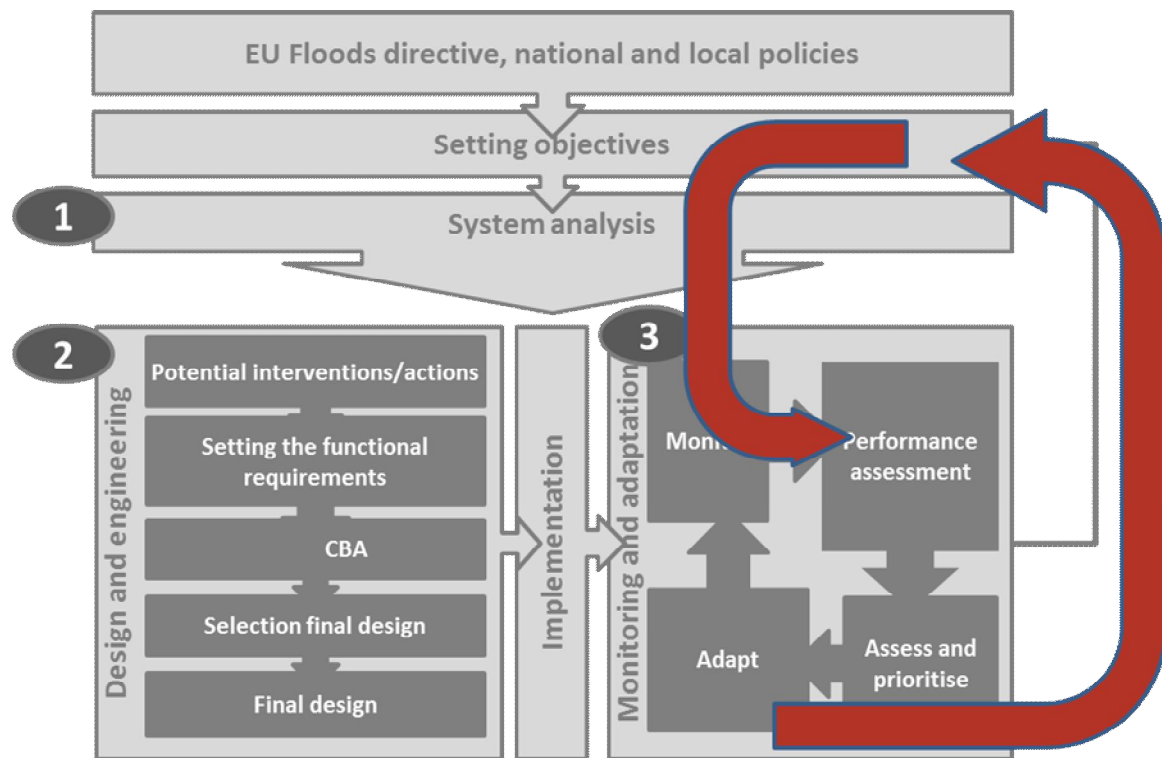 EU Floods directive, national and local policies
Setting objectives
1
System analysis
2
Design and engineering
Potential interventions/actions
Setting the functional
requirements
CBA
Selection final design
Final design
Implementation
3
Monitoring and adaptation
Performance
assessment
Adapt
Assess and
prioritise